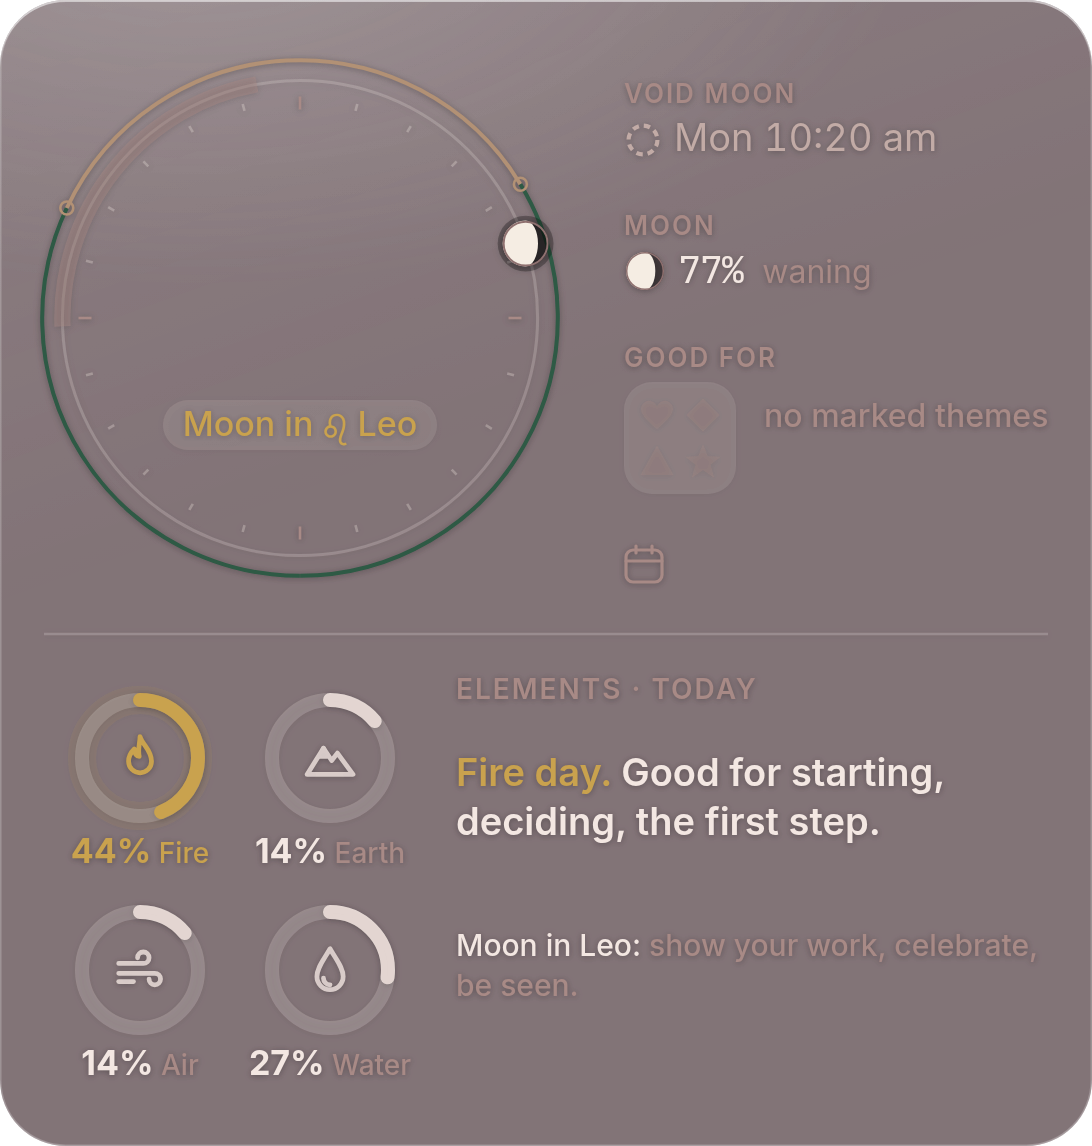 VOID MOON
Mon 10:20 am
MOON
77% waning
GOOD FOR
no marked themes
Moon in ♌ Leo
ELEMENTS · TODAY
Fire day. Good for starting,
deciding, the first step.
44% Fire
14% Earth
Moon in Leo: show your work, celebrate,
be seen.
14% Air
27% Water